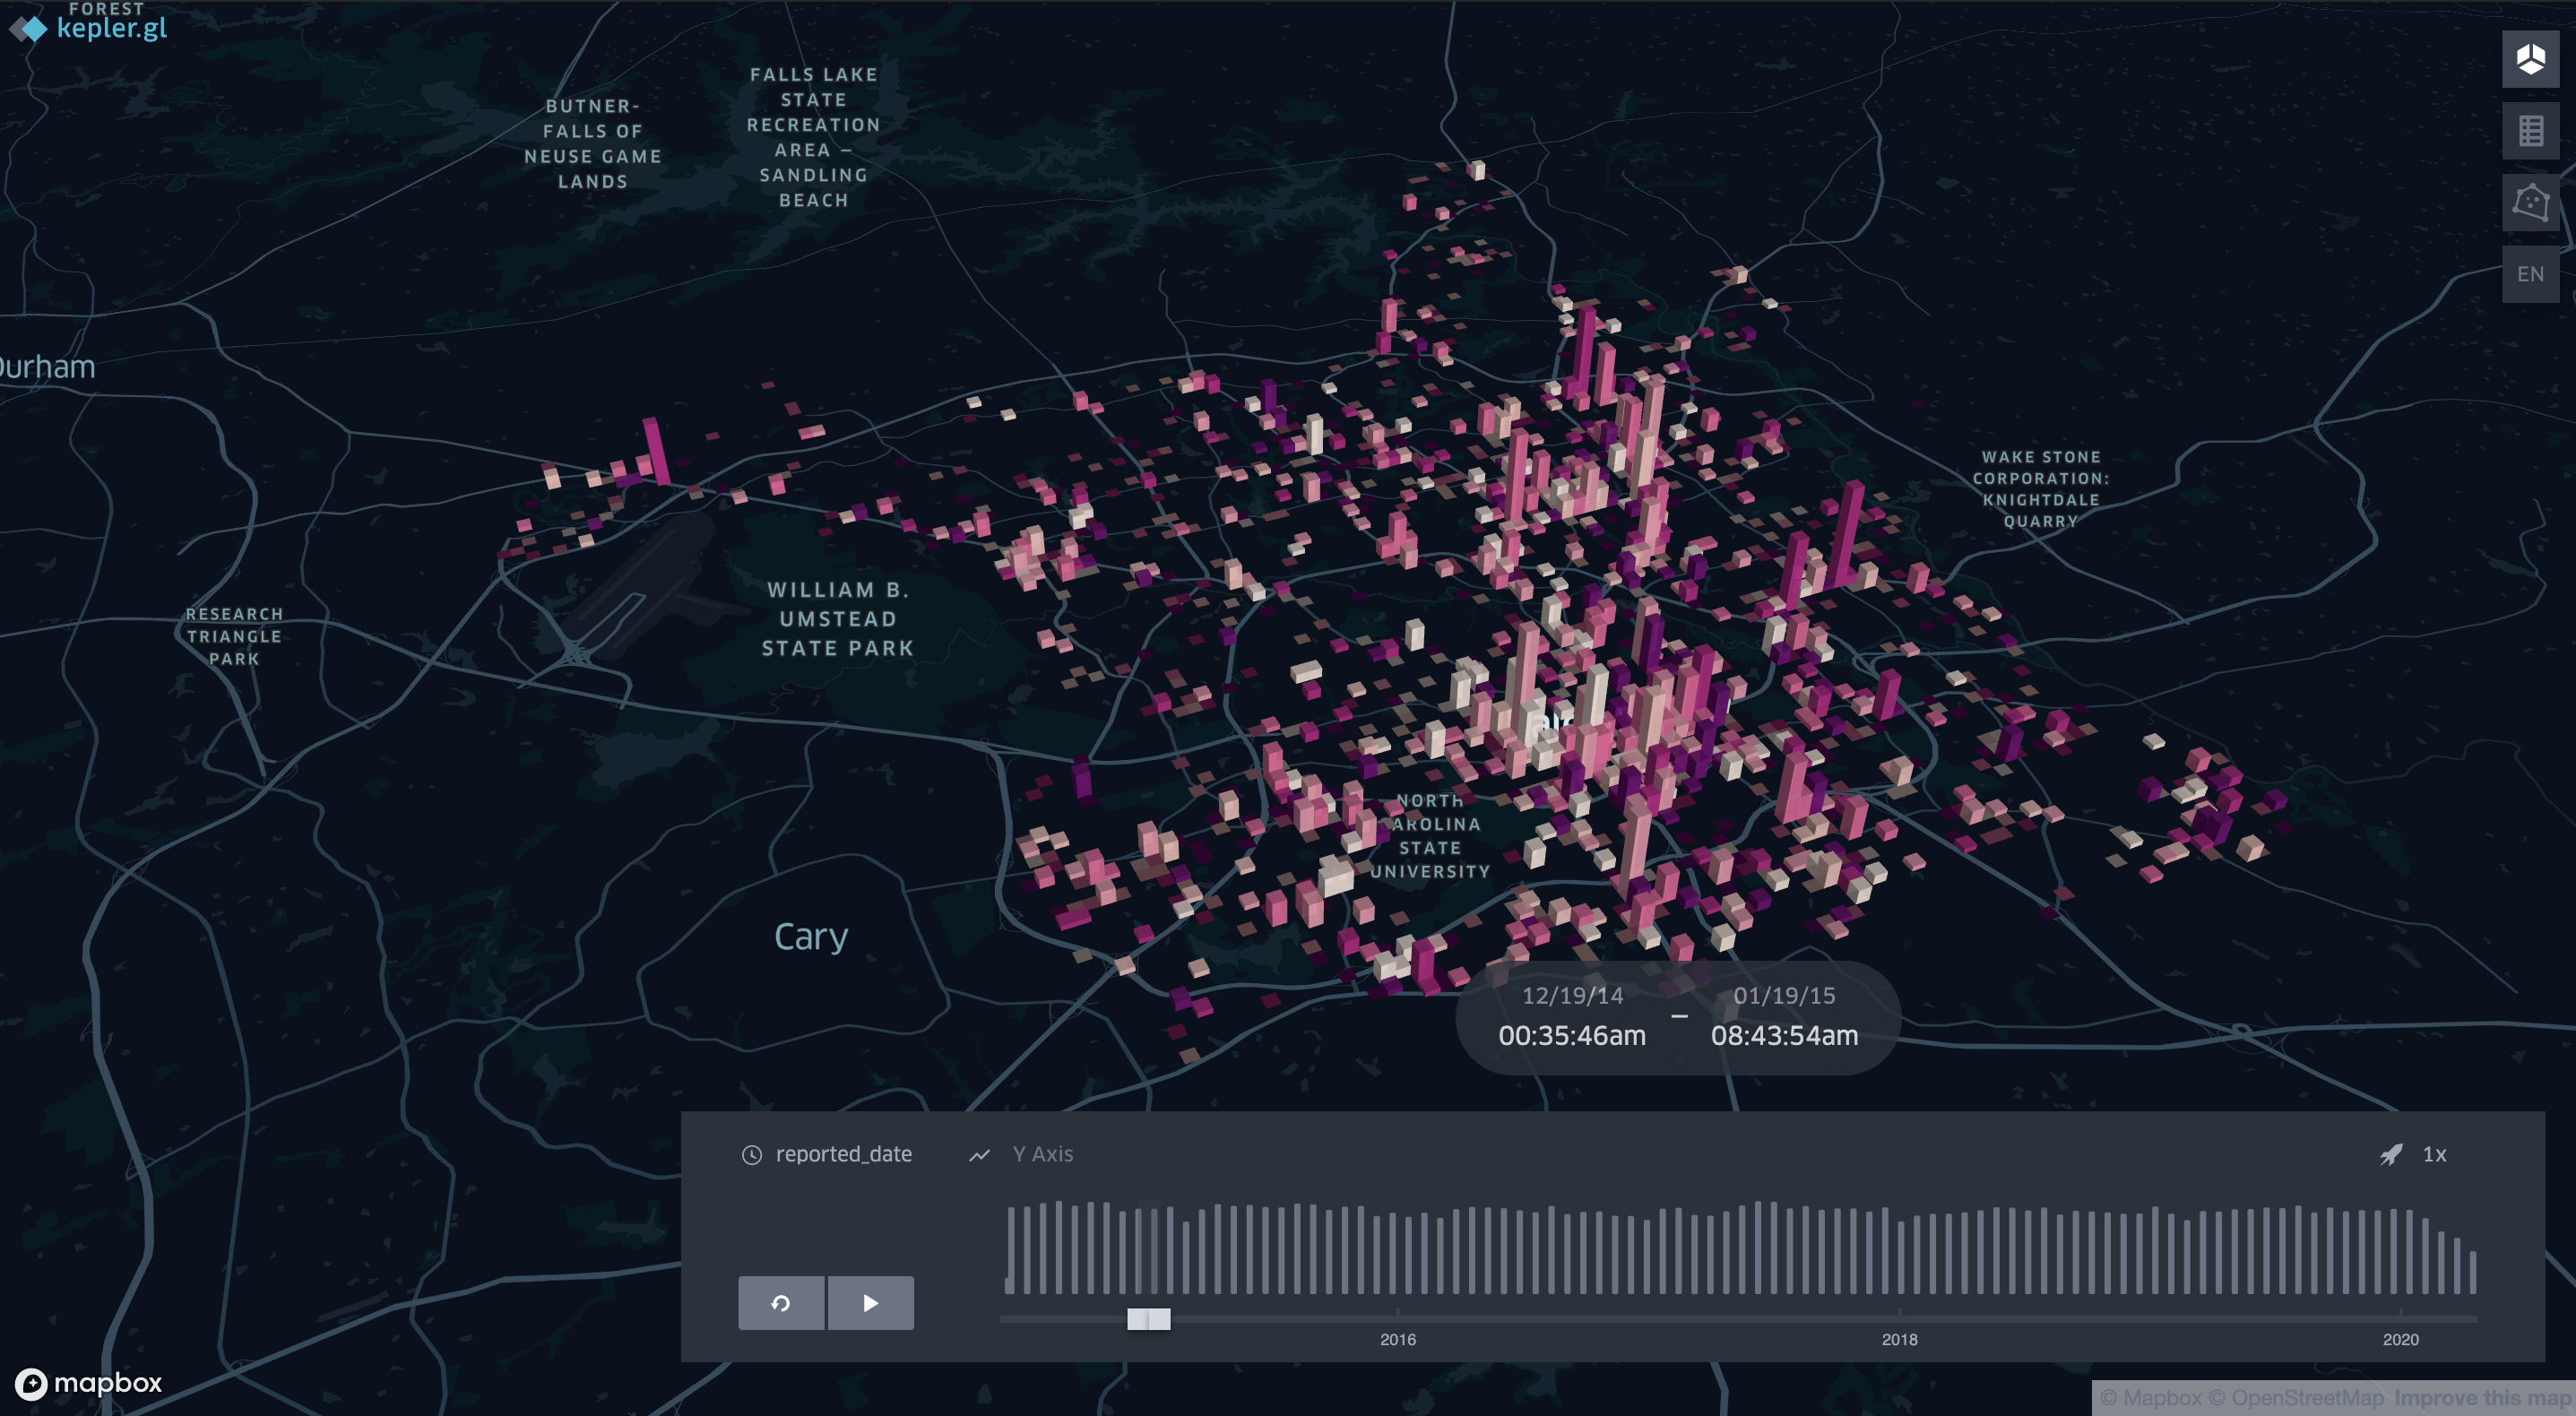 FOREST
kepler.gl
FALLS LAKE
STATE
RECREATION
AREA –
SANDLING
BEACH
BUTNER-
FALLS OF
NEUSE GAME
LANDS
EN
WAKE STONE
CORPORATION:
KNIGHTDALE
QUARRY
WILLIAM B.
UMSTEAD
STATE PARK
RESEARCH
TRIANGLE
PARK
NORTH
STATE
UNIVERSITY
Cary
12/19/14
00:35:46am
–
01/19/15
08:43:54am
reported_date
Y Axis
1x
2016
2018
2020
mapbox
© Mapbox © OpenStreetMap Improve this map